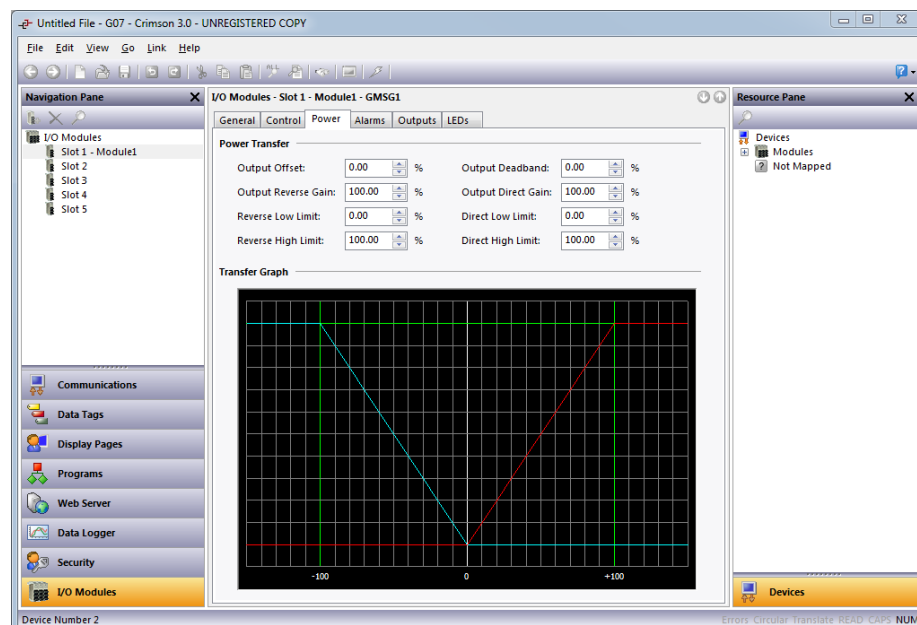 Untitled File - G07 - Crimson 3.0 - UNREGISTERED COPY
File Edit View Go Link Help
Navigation Pane
I/O Modules
Slot 1 - Module1
Slot 2
Slot 3
Slot 4
Slot 5
Communications
Data Tags
Display Pages
Programs
Web Server
Data Logger
Security
I/O Modules
I/O Modules - Slot 1 - Module1 - GMSG1
General Control Power Alarms Outputs LEDs
Power Transfer
Output Offset: 0.00 % Output Deadband: 0.00 %
Output Reverse Gain: 100.00 % Output Direct Gain: 100.00 %
Reverse Low Limit: 0.00 % Direct Low Limit: 0.00 %
Reverse High Limit: 100.00 % Direct High Limit: 100.00 %
Transfer Graph
-100 0 +100
Resource Pane
Devices
Modules
Not Mapped
Devices
Device Number 2
Errors Circular Translate READ CAPS NUM